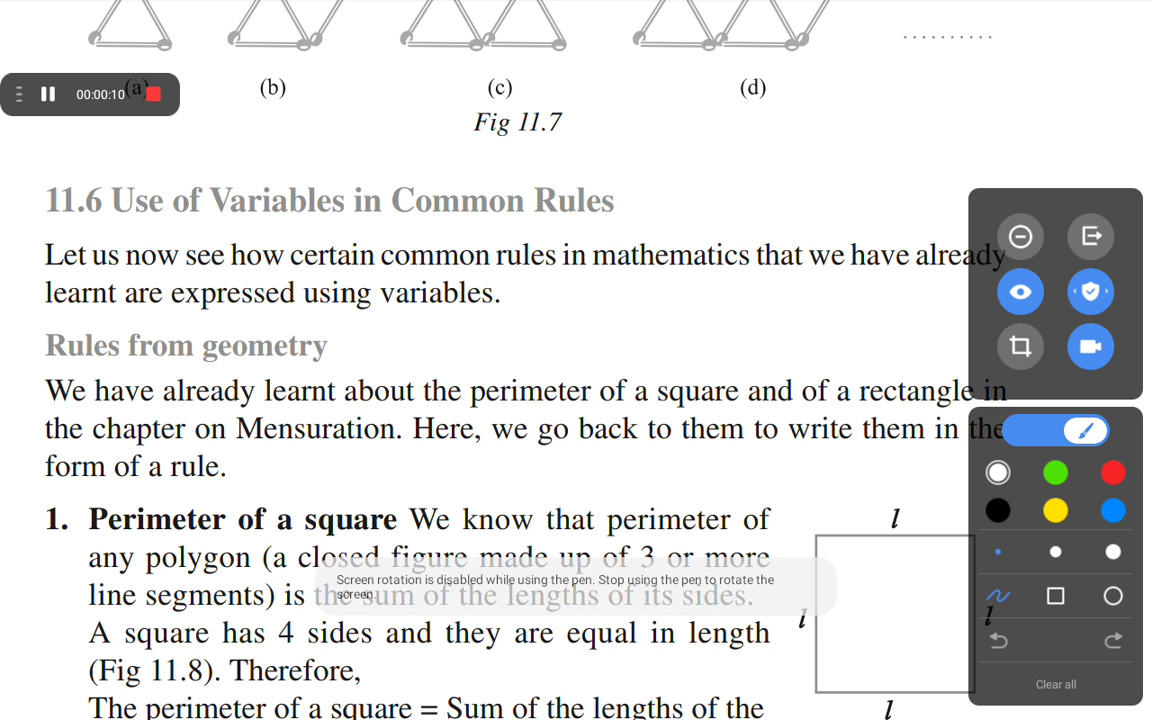 ..........
(a)
(b)
(c)
(d)
00:00:10
Fig 11.7
11.6 Use of Variables in Common Rules
Let us now see how certain common rules in mathematics that we have already
learnt are expressed using variables.
Rules from geometry
We have already learnt about the perimeter of a square and of a rectangle in
the chapter on Mensuration. Here, we go back to them to write them in the
form of a rule.
1. Perimeter of a square We know that perimeter of
any polygon (a closed figure made up of 3 or more
line segments) is the sum of the lengths of its sides.
A square has 4 sides and they are equal in length
(Fig 11.8). Therefore,
The perimeter of a square = Sum of the lengths of the
l
l
l
l
Screen rotation is disabled while using the pen. Stop using the pen to rotate the
screen.
Clear all